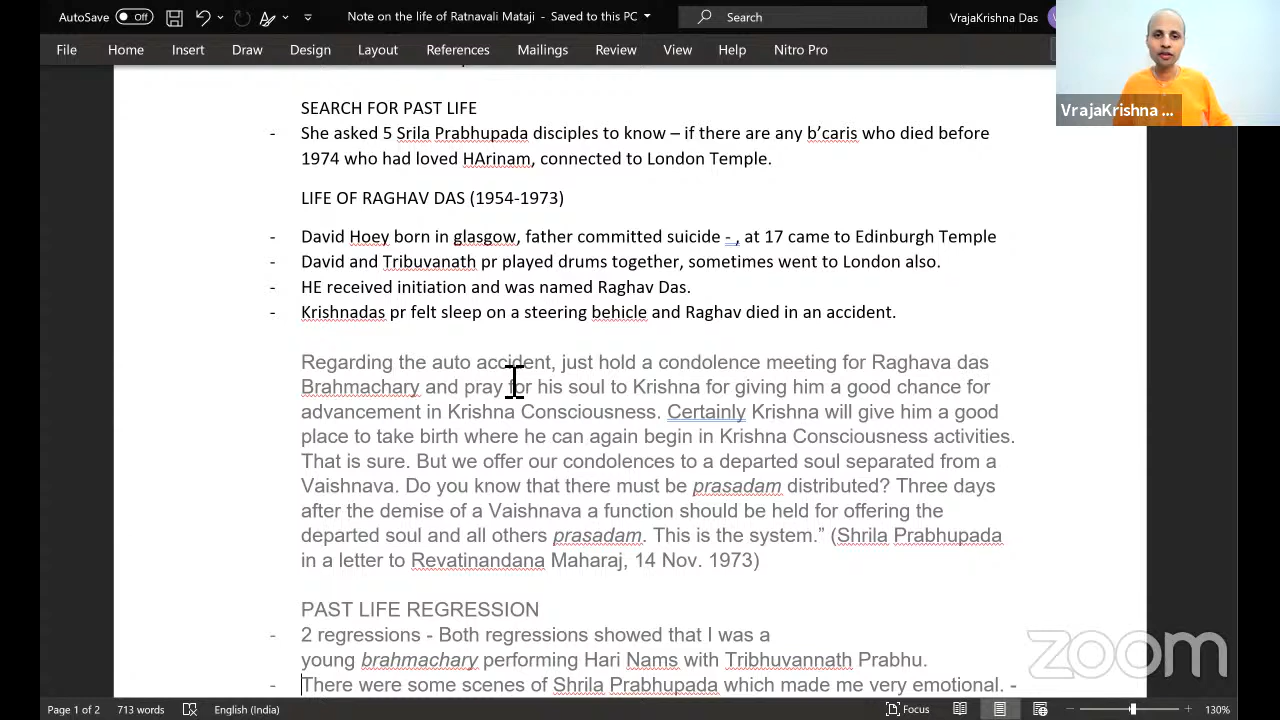 AutoSave Off Note on the life of Ratnavali Mataji - Saved to this PC Search VrajaKrishna Das
File Home Insert Draw Design Layout References Mailings Review View Help Nitro Pro
VrajaKrishna ...
SEARCH FOR PAST LIFE
- She asked 5 Srila Prabhupada disciples to know – if there are any b’caris who died before
1974 who had loved HArinam, connected to London Temple.
LIFE OF RAGHAV DAS (1954-1973)
- David Hoey born in glasgow, father committed suicide - , at 17 came to Edinburgh Temple
- David and Tribuvanath pr played drums together, sometimes went to London also.
- HE received initiation and was named Raghav Das.
- Krishnadas pr felt sleep on a steering behicle and Raghav died in an accident.
Regarding the auto accident, just hold a condolence meeting for Raghava das
Brahmachary and pray for his soul to Krishna for giving him a good chance for
advancement in Krishna Consciousness. Certainly Krishna will give him a good
place to take birth where he can again begin in Krishna Consciousness activities.
That is sure. But we offer our condolences to a departed soul separated from a
Vaishnava. Do you know that there must be prasadam distributed? Three days
after the demise of a Vaishnava a function should be held for offering the
departed soul and all others prasadam. This is the system.” (Shrila Prabhupada
in a letter to Revatinandana Maharaj, 14 Nov. 1973)
PAST LIFE REGRESSION
- 2 regressions - Both regressions showed that I was a
young brahmachary performing Hari Nams with Tribhuvannath Prabhu.
- There were some scenes of Shrila Prabhupada which made me very emotional. -
zoom
Page 1 of 2 713 words English (India) Focus 130%